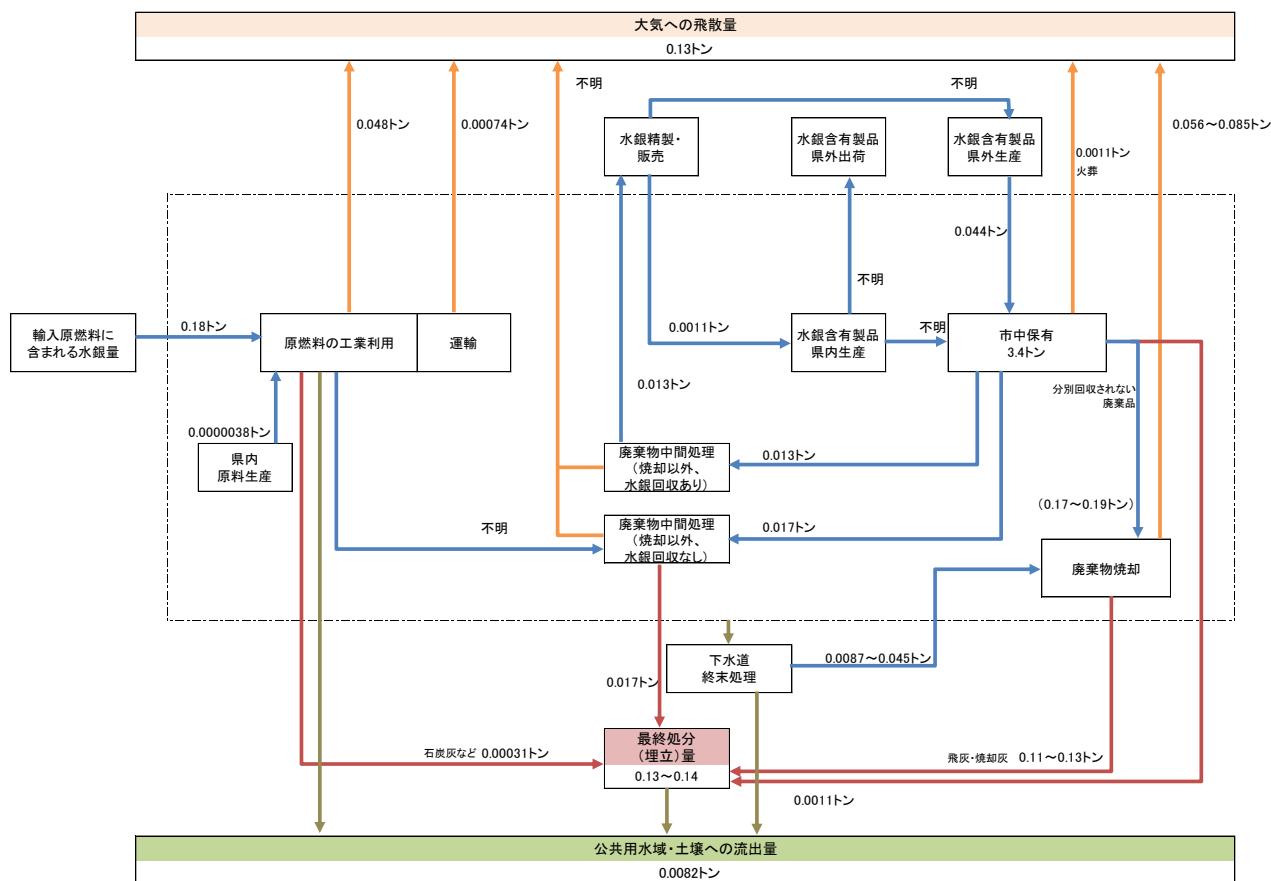 大気への飛散量
0.13トン
不明
不明
0.048トン
0.00074トン
水銀精製・
販売
水銀含有製品
県外出荷
水銀含有製品
県外生産
0.056～0.085トン
0.0011トン
火葬
0.044トン
不明
輸入原燃料に
含まれる水銀量
0.18トン
原燃料の工業利用
運輸
0.0011トン
水銀含有製品
県内生産
不明
市中保有
3.4トン
0.013トン
分別回収されない
廃棄品
0.0000038トン
県内
原料生産
廃棄物中間処理
(焼却以外、
水銀回収あり)
0.013トン
(0.17～0.19トン)
不明
廃棄物中間処理
(焼却以外、
水銀回収なし)
0.017トン
廃棄物焼却
下水道
終末処理
0.0087～0.045トン
0.017トン
最終処分
(埋立)量
0.13～0.14
石炭灰など 0.00031トン
飛灰・焼却灰 0.11～0.13トン
0.0011トン
公共用水域・土壌への流出量
0.0082トン